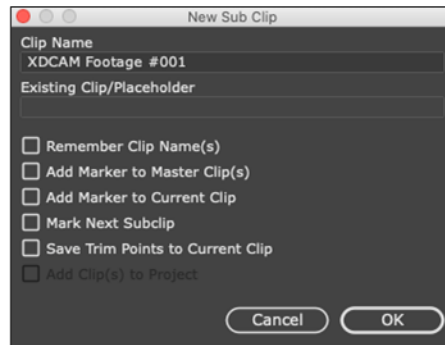 New Sub Clip
Clip Name
XDCAM Footage #001
Existing Clip/Placeholder
Remember Clip Name(s)
Add Marker to Master Clip(s)
Add Marker to Current Clip
Mark Next Subclip
Save Trim Points to Current Clip
Add Clip(s) to Project
Cancel
OK